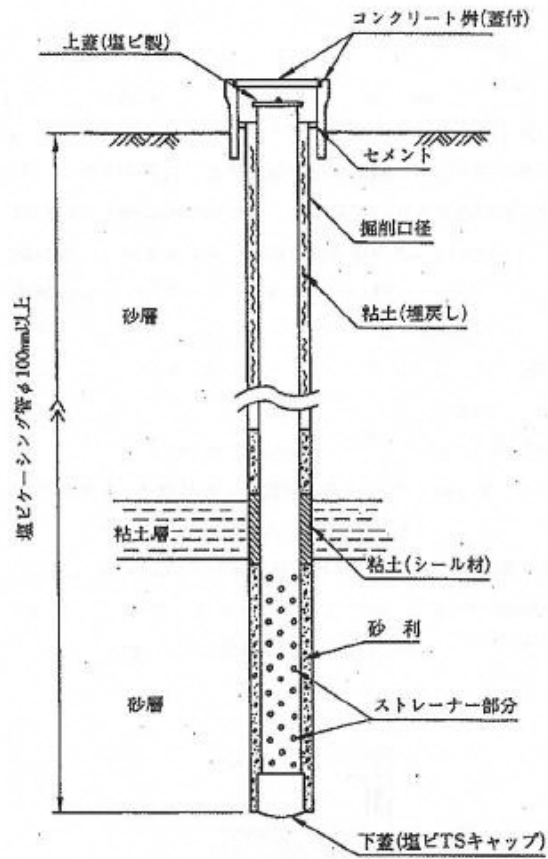 コンクリート桝(蓋付)
上蓋(塩ビ製)
セメント
掘削口径
粘土(埋戻し)
砂層
塩ビケーシング管φ100㎜以上
粘土層
粘土(シール材)
砂利
ストレーナー部分
砂層
下蓋(塩ビTSキャップ)